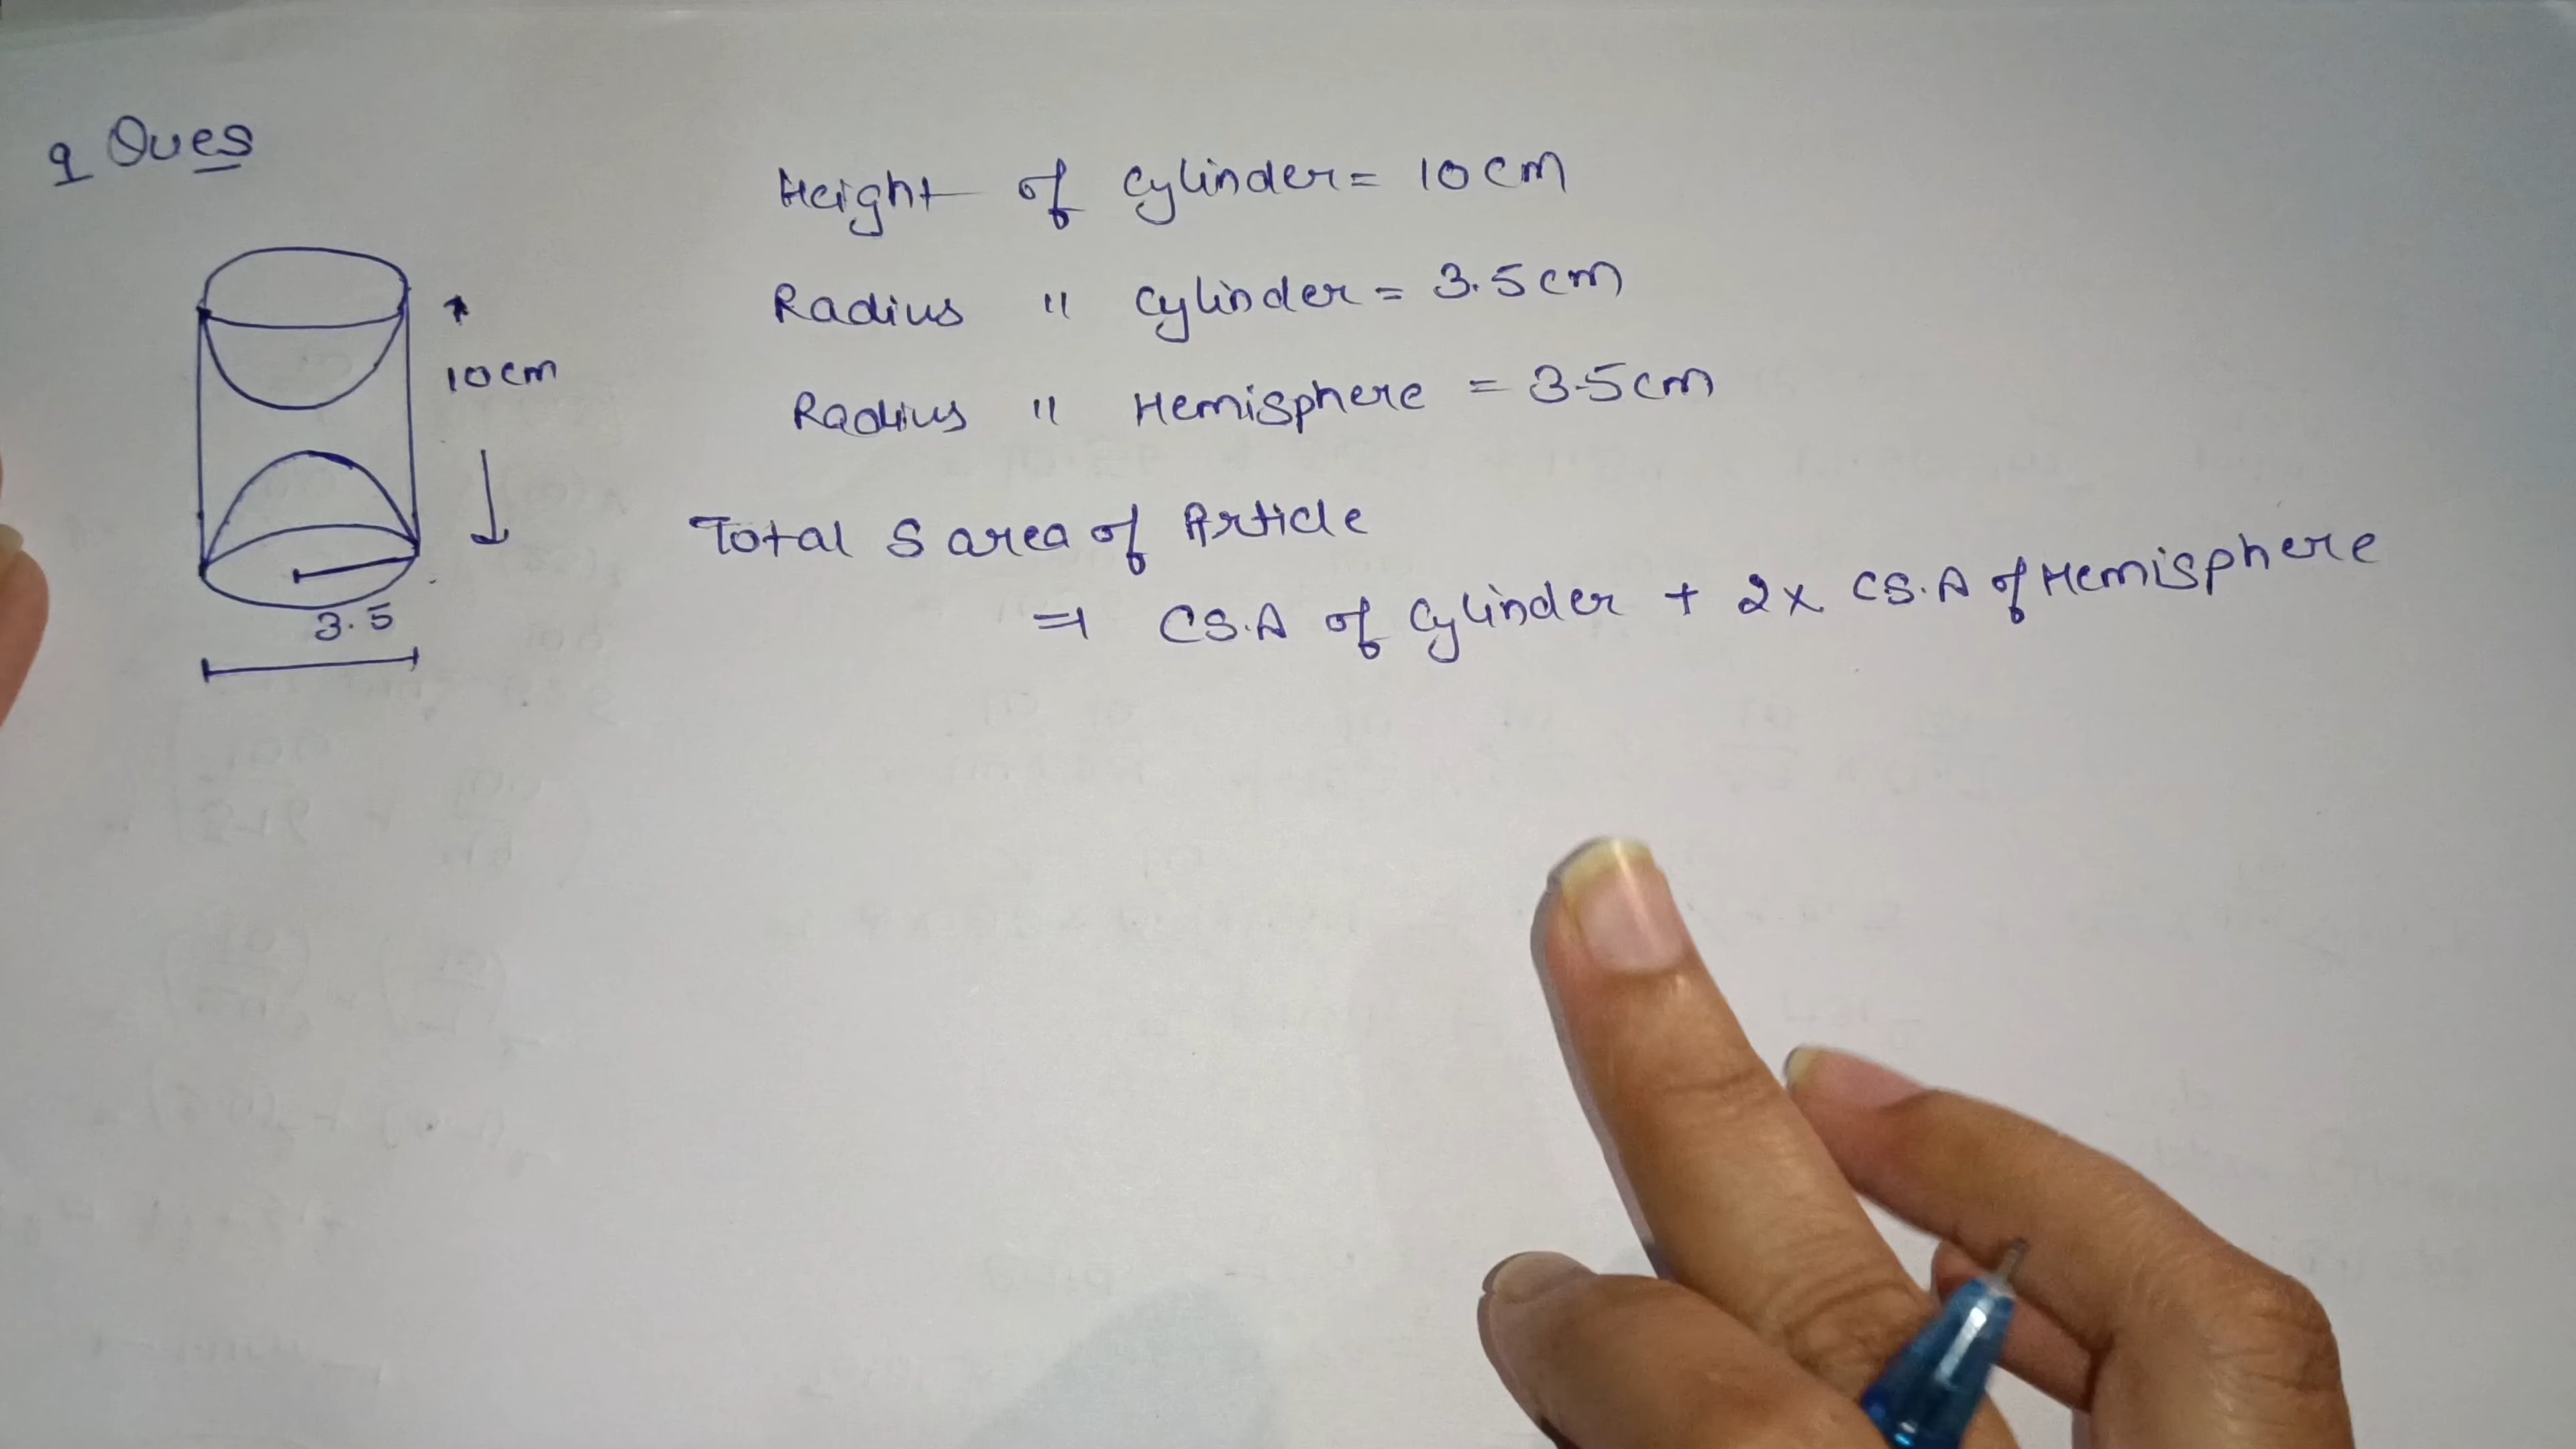 9 Ques
Height of cylinder = 10 cm
Radius " cylinder = 3.5 cm
Radius " Hemisphere = 3.5 cm
10 cm
3.5
Total S area of Article
⇒ CS.A of cylinder + 2x CS.A of Hemisphere